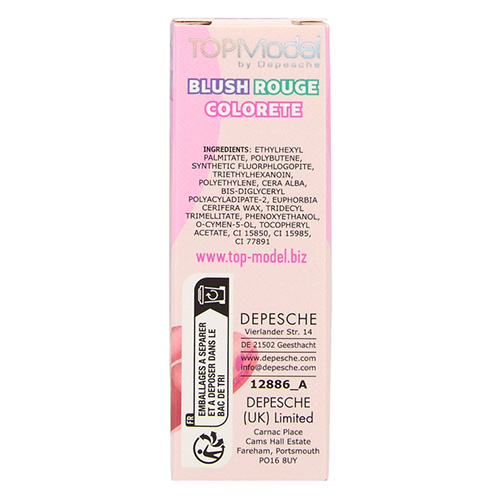 TOPModel
by Depesche
BLUSH ROUGE
COLORETE
INGREDIENTS: ETHYLHEXYL
PALMITATE, POLYBUTENE,
SYNTHETIC FLUORPHLOGOPITE,
TRIETHYLHEXANOIN,
POLYETHYLENE, CERA ALBA,
BIS-DIGLYCERYL
POLYACYLADIPATE-2, EUPHORBIA
CERIFERA WAX, TRIDECYL
TRIMELLITATE, PHENOXYETHANOL,
O-CYMEN-5-OL, TOCOPHERYL
ACETATE, CI 15850, CI 15985,
CI 77891
www.top-model.biz
FR
EMBALLAGES A SEPARER
ET A DEPOSER DANS LE
BAC DE TRI
DEPESCHE
Vierlander Str. 14
DE 21502 Geesthacht
www.depesche.com
info@depesche.com
12886_A
DEPESCHE
(UK) Limited
Carnac Place
Cams Hall Estate
Fareham, Portsmouth
PO16 8UY